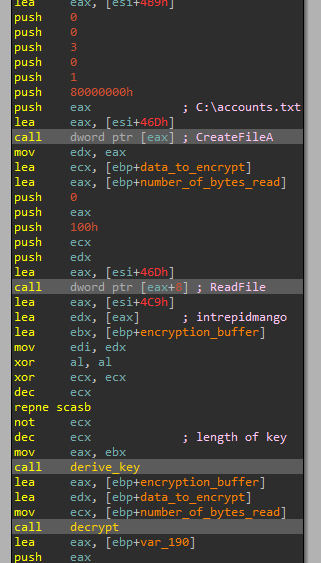 lea eax, [esi+4B9h]
push 0
push 0
push 3
push 0
push 1
push 80000000h
push eax ; C:\accounts.txt
lea eax, [esi+46Dh]
call dword ptr [eax] ; CreateFileA
mov edx, eax
lea ecx, [ebp+data_to_encrypt]
lea eax, [ebp+number_of_bytes_read]
push 0
push eax
push 100h
push ecx
push edx
lea eax, [esi+46Dh]
call dword ptr [eax+8] ; ReadFile
lea eax, [esi+4C9h]
lea edx, [eax] ; intrepidmango
lea ebx, [ebp+encryption_buffer]
mov edi, edx
xor al, al
xor ecx, ecx
dec ecx
repne scasb
not ecx
dec ecx ; length of key
mov eax, ebx
call derive_key
lea eax, [ebp+encryption_buffer]
lea edx, [ebp+data_to_encrypt]
mov ecx, [ebp+number_of_bytes_read]
call decrypt
lea eax, [ebp+var_190]
push eax